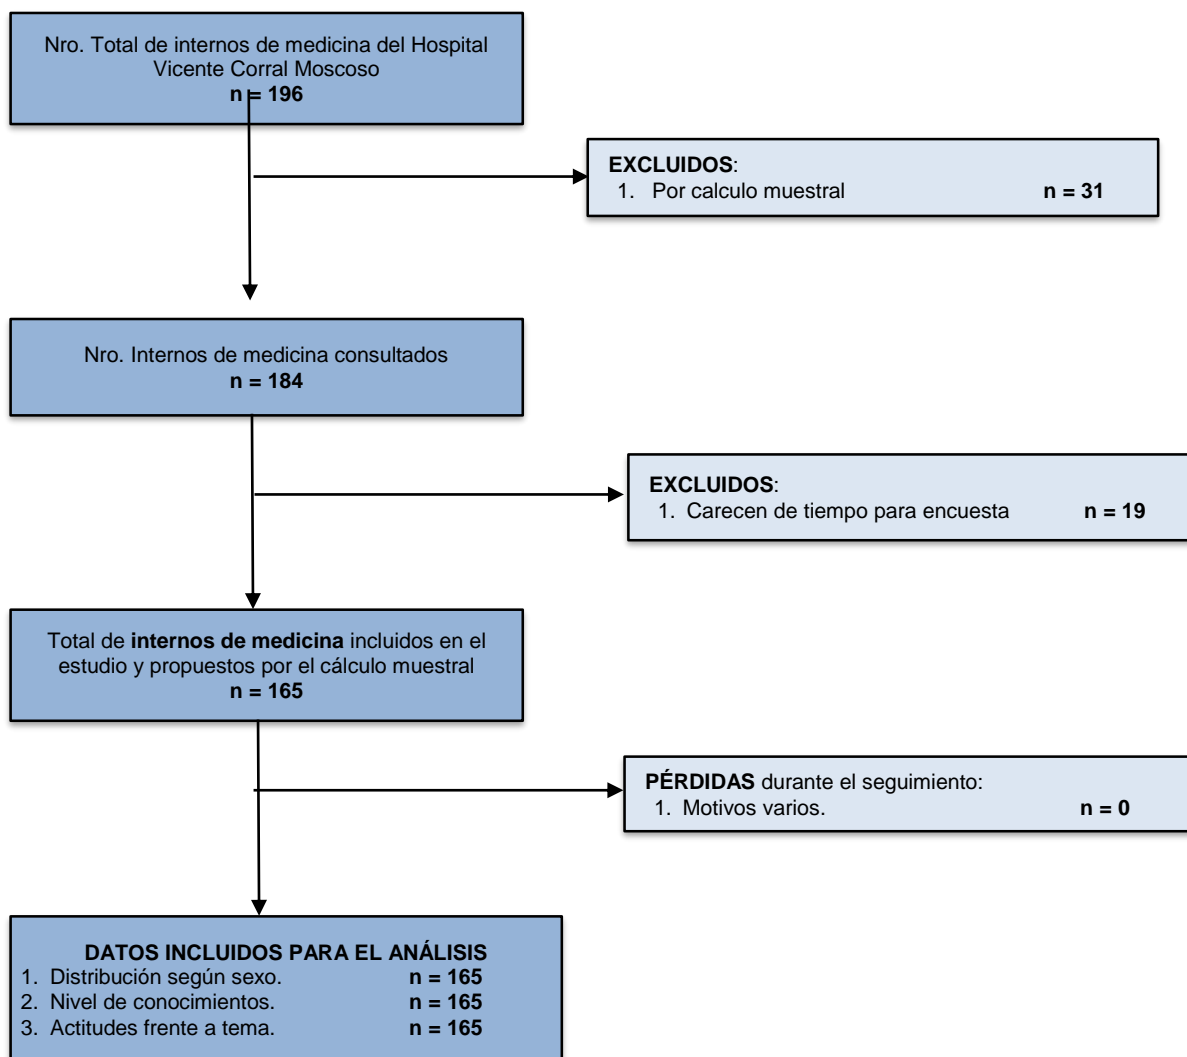 Nro. Total de internos de medicina del Hospital
Vicente Corral Moscoso
n = 196
EXCLUIDOS:
1. Por calculo muestral n = 31
Nro. Internos de medicina consultados
n = 184
EXCLUIDOS:
1. Carecen de tiempo para encuesta n = 19
Total de internos de medicina incluidos en el
estudio y propuestos por el cálculo muestral
n = 165
PÉRDIDAS durante el seguimiento:
1. Motivos varios. n = 0
DATOS INCLUIDOS PARA EL ANÁLISIS
1. Distribución según sexo. n = 165
2. Nivel de conocimientos. n = 165
3. Actitudes frente a tema. n = 165